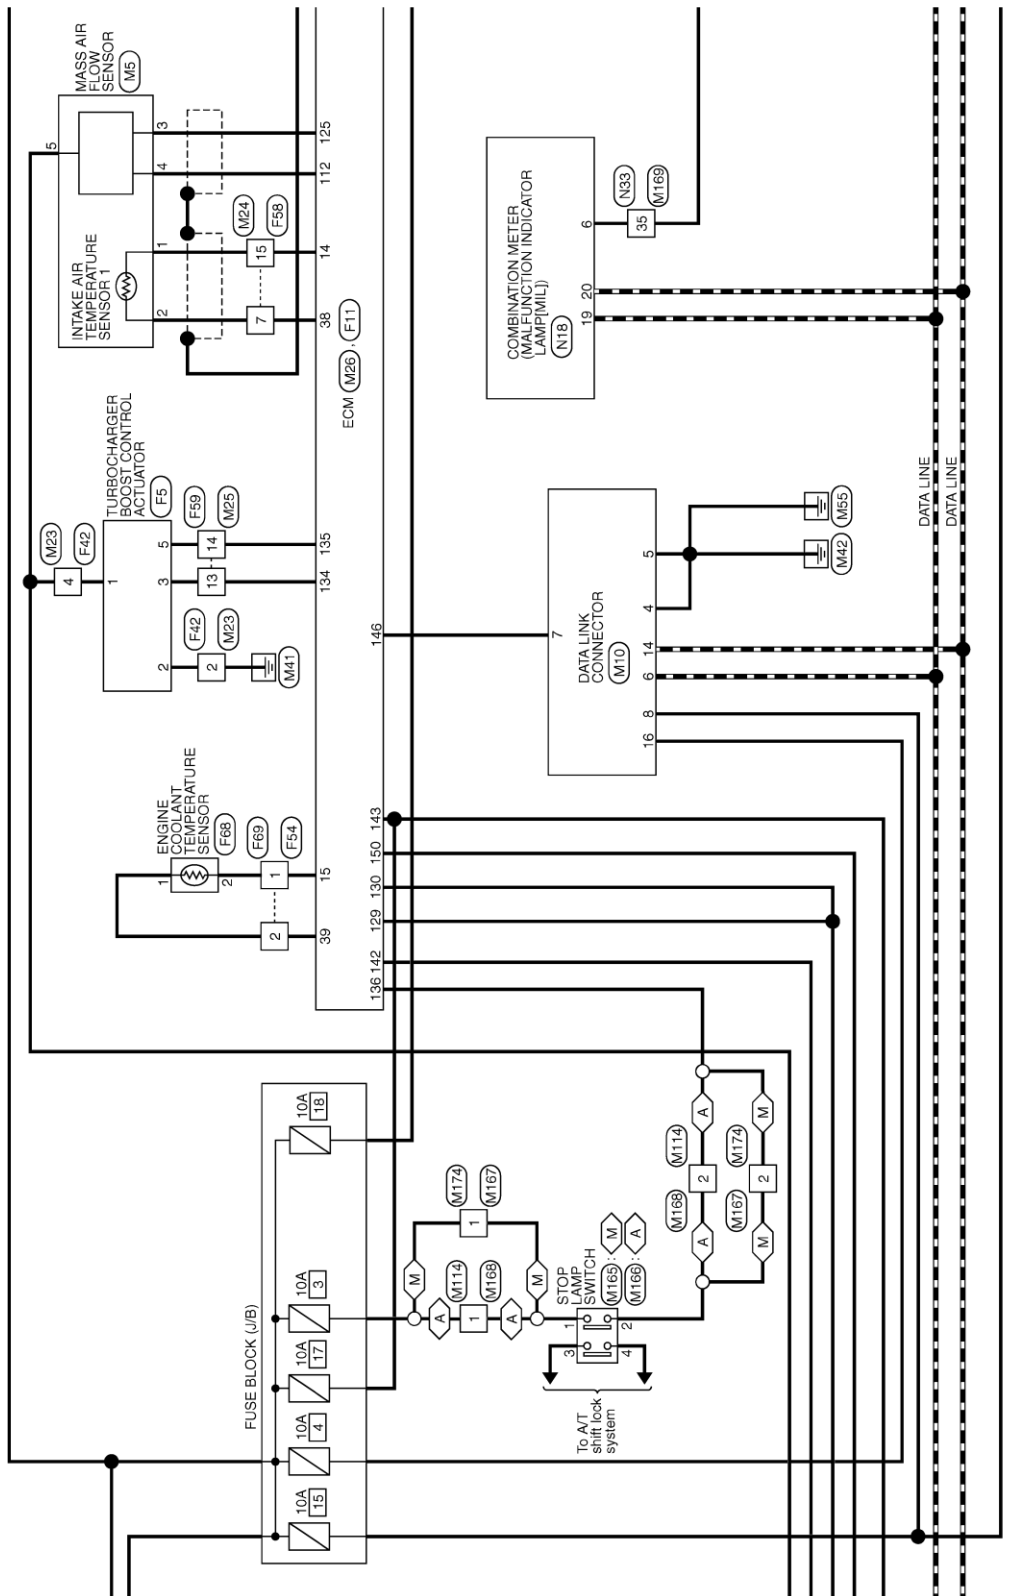 MASS AIR
FLOW
SENSOR
M5
5
3
4
1
2
INTAKE AIR
TEMPERATURE
SENSOR 1
M24
F58
15
7
125
112
14
38
ECM M26 , F11
TURBOCHARGER
BOOST CONTROL
ACTUATOR
F5
M23
F42
4
1
5
3
2
F59
M25
14
13
F42
M23
2
M41
135
134
146
ENGINE
COOLANT
TEMPERATURE
SENSOR
F68
1
2
F69
F54
1
2
15
39
143
150
130
129
142
136
COMBINATION METER
(MALFUNCTION INDICATOR
LAMP[MIL])
N18
6
20
19
N33
M169
35
DATA LINK
CONNECTOR
M10
7
5
4
14
6
8
16
M55
M42
DATA LINE
DATA LINE
FUSE BLOCK (J/B)
10A
18
10A
3
10A
17
10A
4
10A
15
M174
M167
1
M
M
M114
M168
A
1
A
STOP
LAMP
SWITCH
M165 : M
M166 : A
1
2
3
4
To A/T
shift lock
system
M114
M168
A
2
A
M174
M167
M
2
M